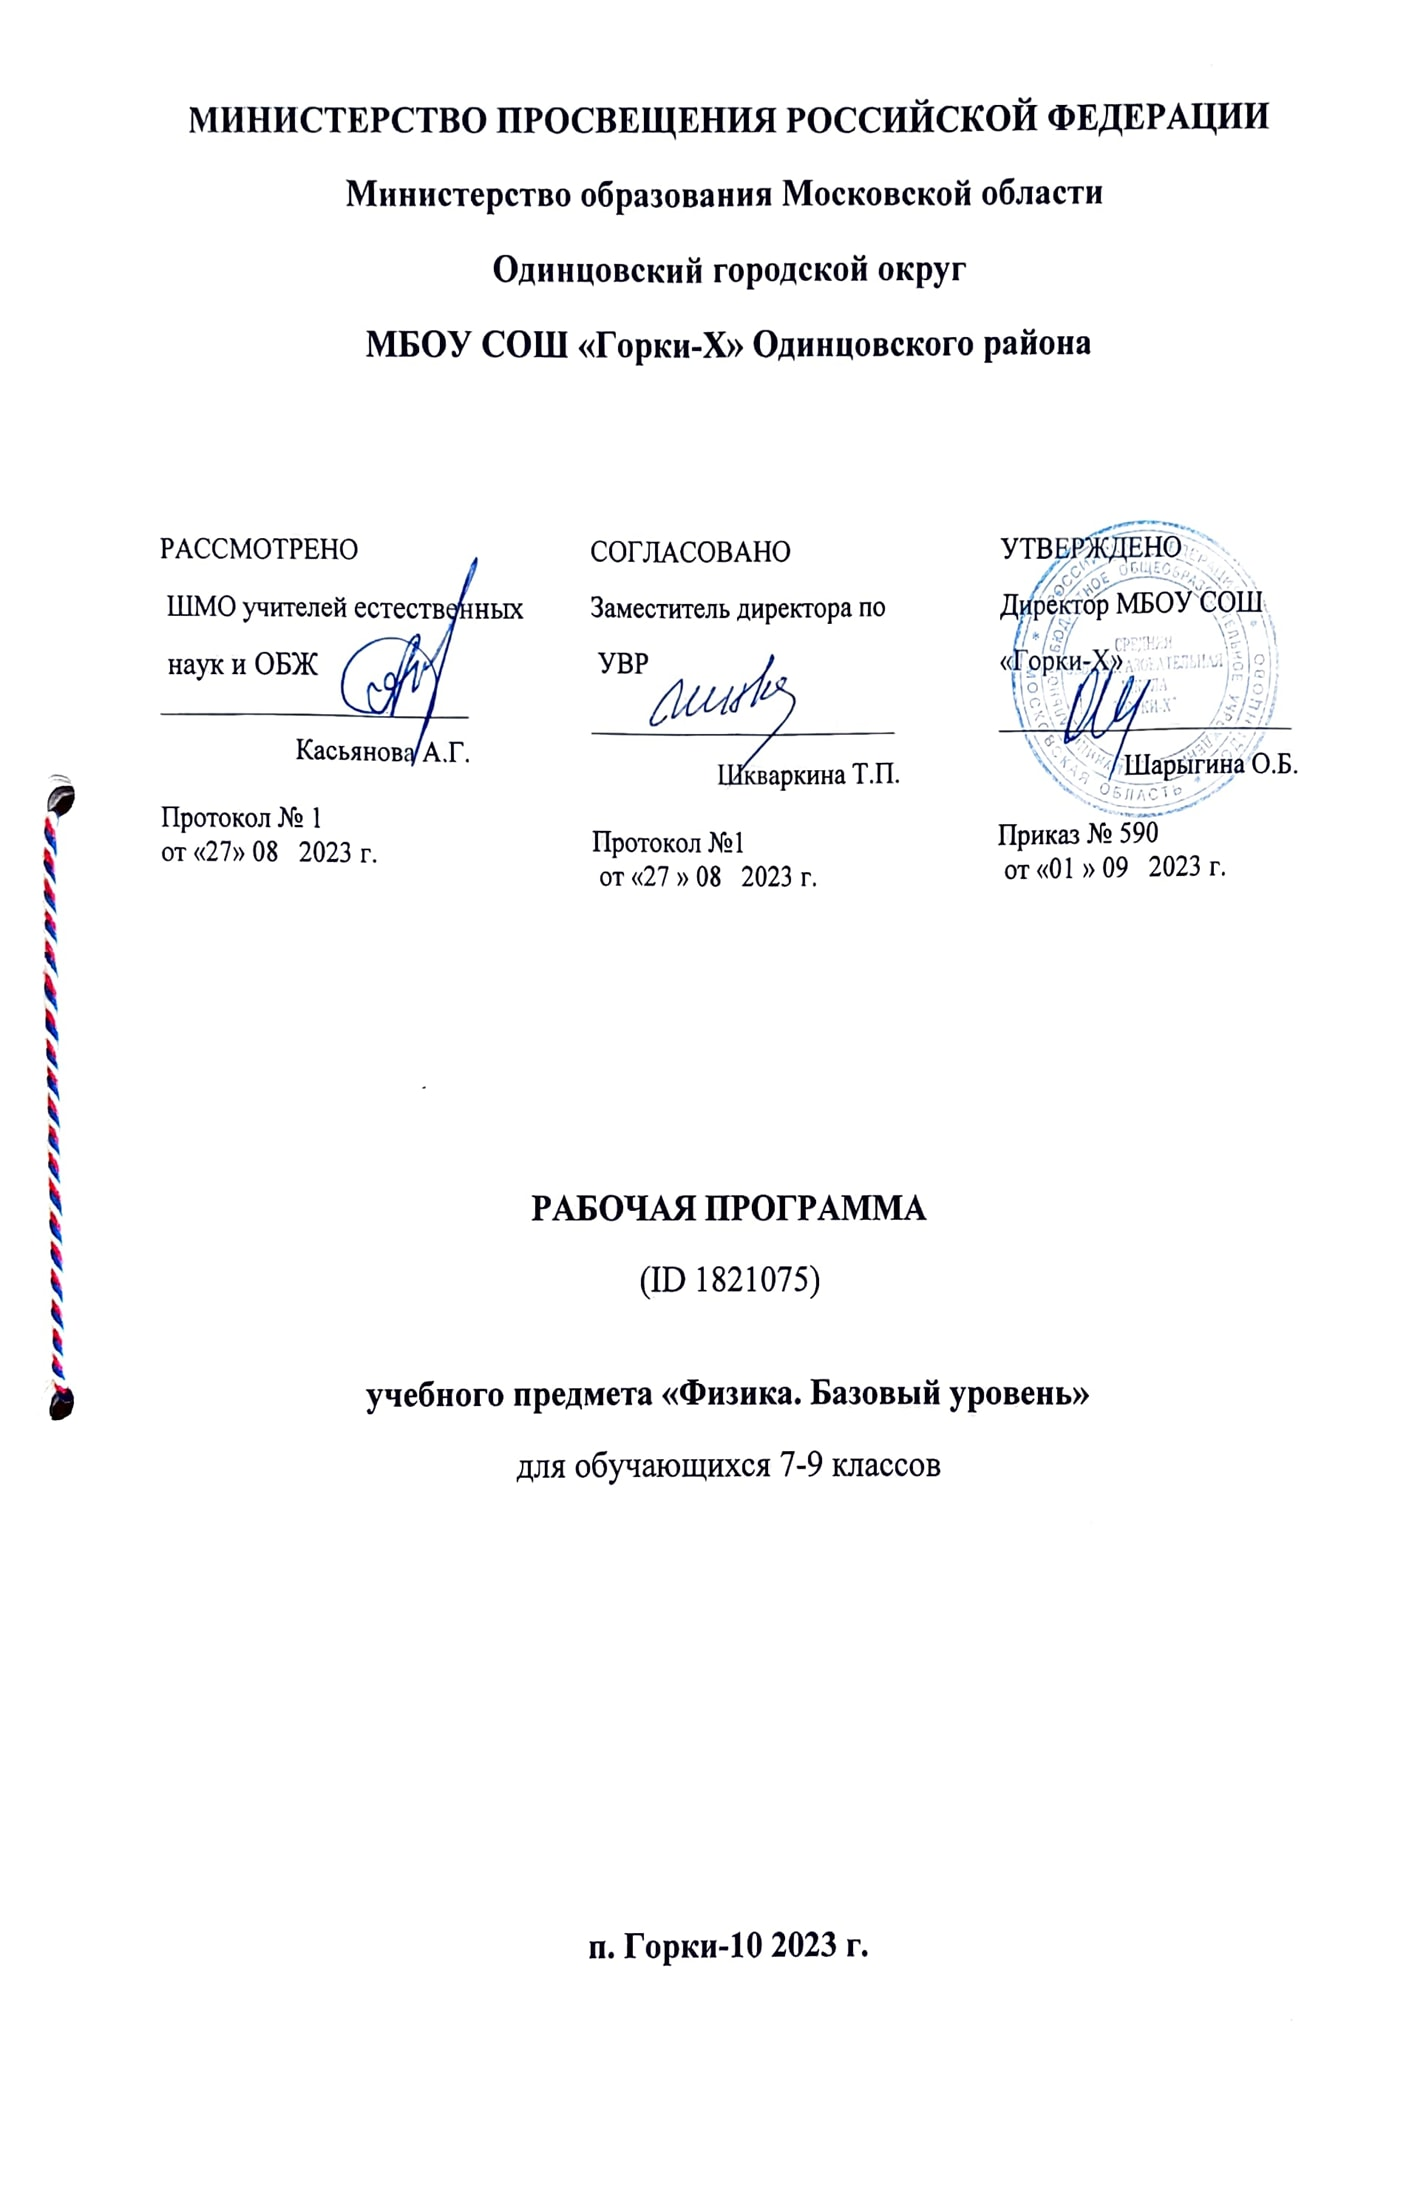 МИНИСТЕРСТВО ПРОСВЕЩЕНИЯ РОССИЙСКОЙ ФЕДЕРАЦИИ
Министерство образования Московской области
Одинцовский городской округ
МБОУ СОШ «Горки-Х» Одинцовского района
РАССМОТРЕНО
ШМО учителей естественных
наук и ОБЖ
Касьянова А.Г.
Протокол № 1
от «27» 08 2023 г.
СОГЛАСОВАНО
Заместитель директора по
УВР
Шкваркина Т.П.
Протокол №1
от «27 » 08 2023 г.
УТВЕРЖДЕНО
Директор МБОУ СОШ
«Горки-Х»
Шарыгина О.Б.
Приказ № 590
от «01 » 09 2023 г.
ОБЛАСТЬ
РАБОЧАЯ ПРОГРАММА
(ID 1821075)
учебного предмета «Физика. Базовый уровень»
для обучающихся 7-9 классов
п. Горки-10 2023 г.